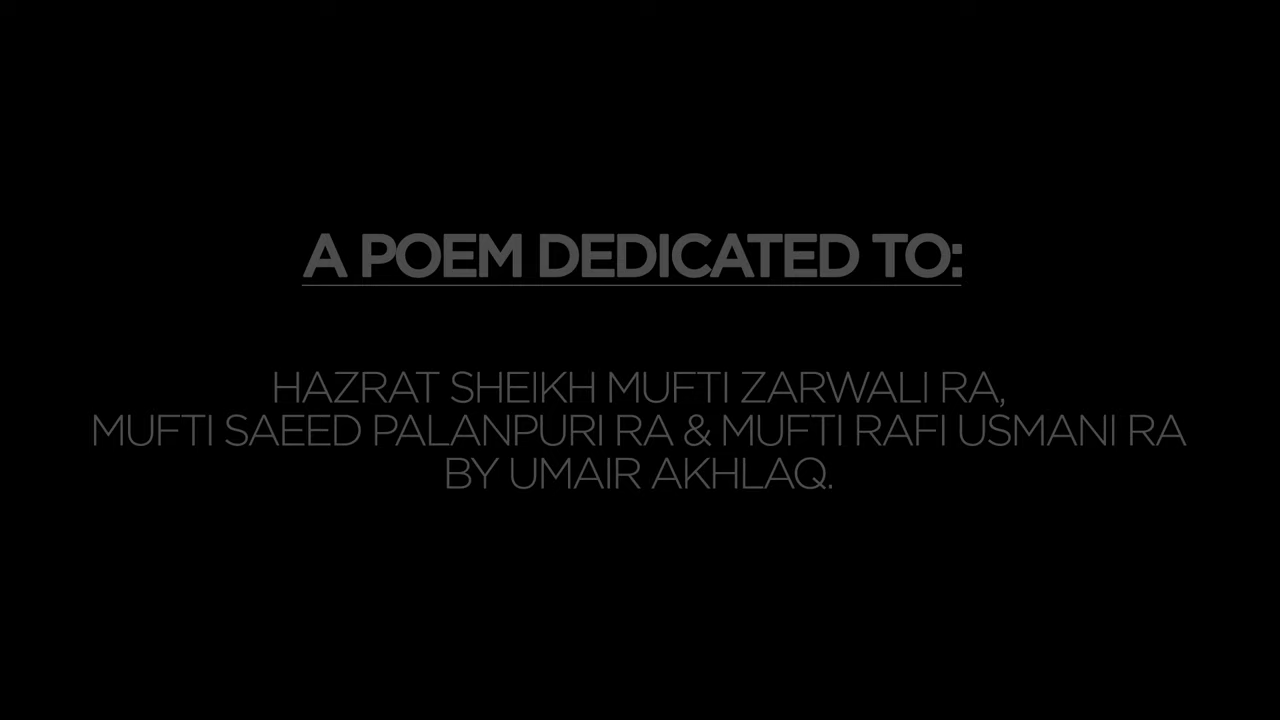 A POEM DEDICATED TO:
HAZRAT SHEIKH MUFTI ZARWALI RA,
MUFTI SAEED PALANPURI RA & MUFTI RAFI USMANI RA
BY UMAIR AKHLAQ.